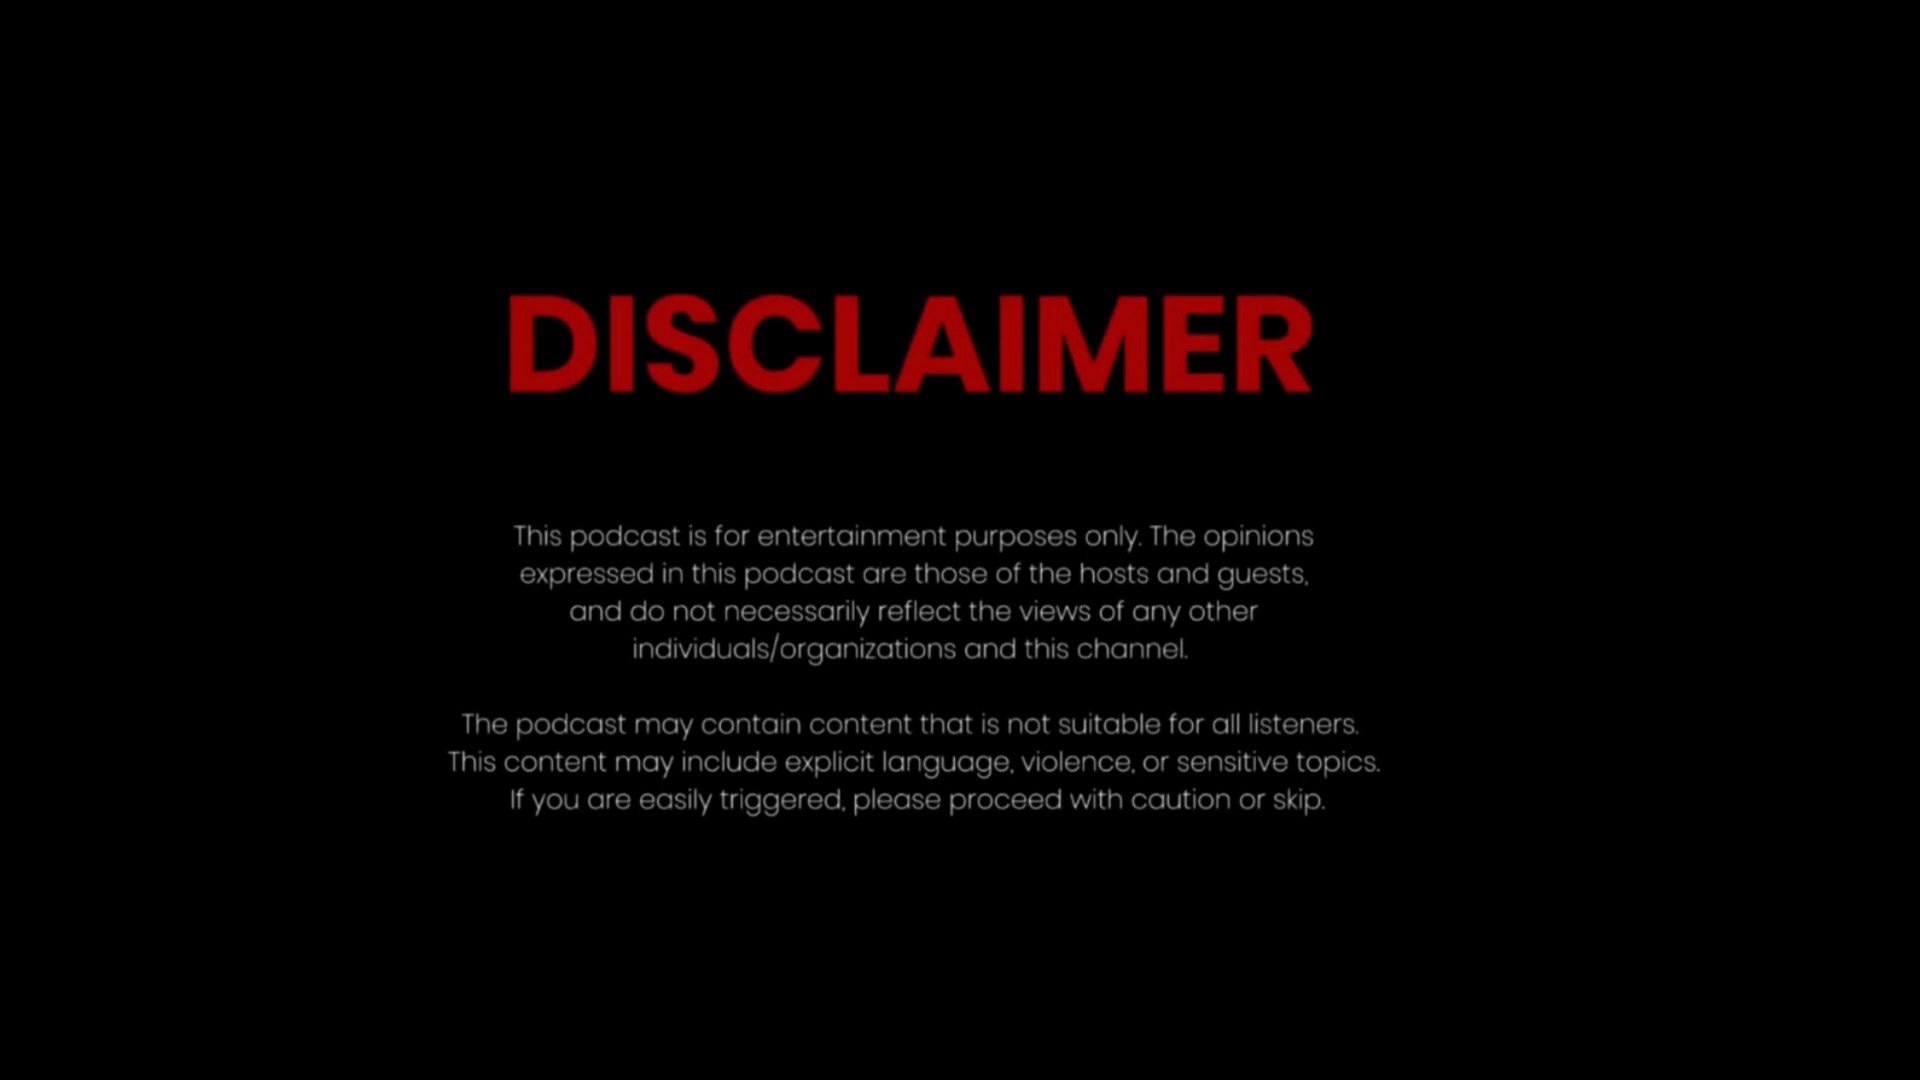 DISCLAIMER
This podcast is for entertainment purposes only. The opinions
expressed in this podcast are those of the hosts and guests,
and do not necessarily reflect the views of any other
individuals/organizations and this channel.
The podcast may contain content that is not suitable for all listeners.
This content may include explicit language, violence, or sensitive topics.
If you are easily triggered, please proceed with caution or skip.